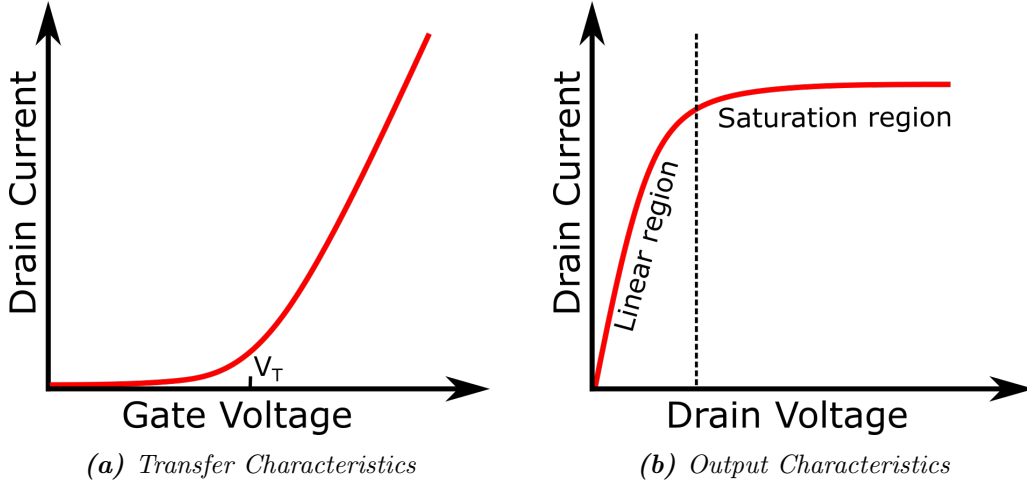 Drain Current
V_T
Gate Voltage
(a) Transfer Characteristics
Drain Current
Linear region
Saturation region
Drain Voltage
(b) Output Characteristics